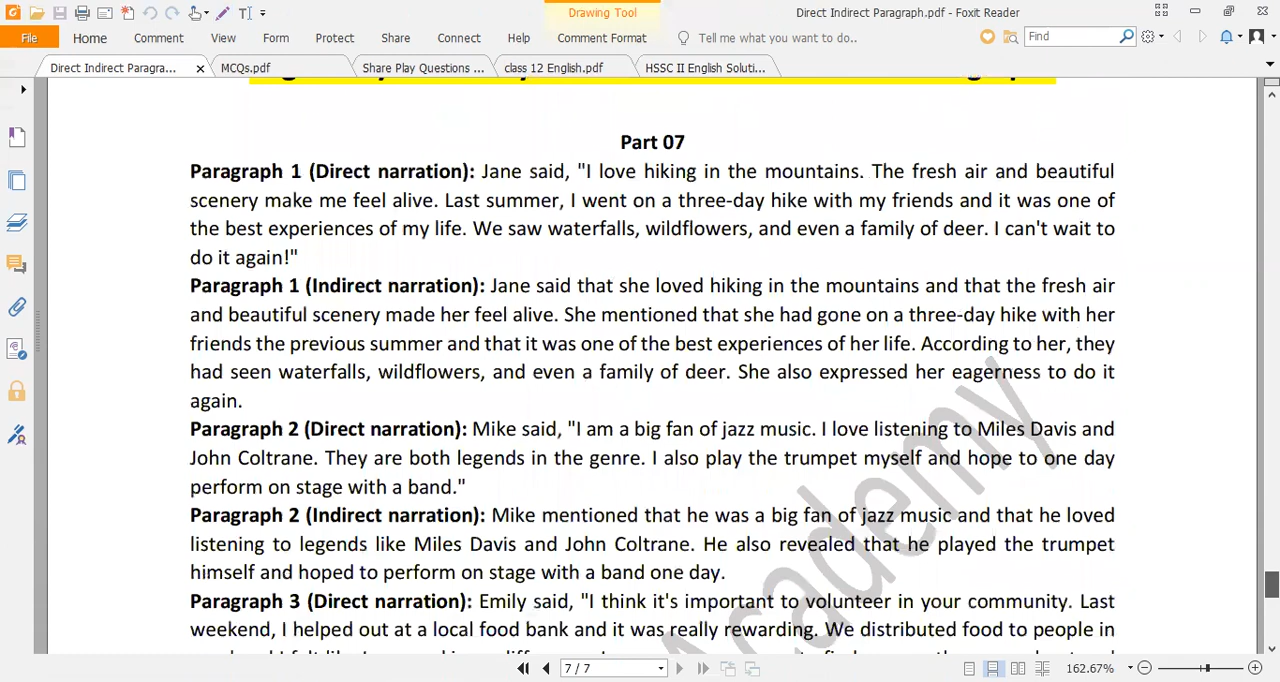 Drawing Tool
Direct Indirect Paragraph.pdf - Foxit Reader
File Home Comment View Form Protect Share Connect Help Comment Format Tell me what you want to do.. Find
Direct Indirect Paragra... MCQs.pdf Share Play Questions ... class 12 English.pdf HSSC II English Soluti...
Part 07
Paragraph 1 (Direct narration): Jane said, "I love hiking in the mountains. The fresh air and beautiful
scenery make me feel alive. Last summer, I went on a three-day hike with my friends and it was one of
the best experiences of my life. We saw waterfalls, wildflowers, and even a family of deer. I can't wait to
do it again!"
Paragraph 1 (Indirect narration): Jane said that she loved hiking in the mountains and that the fresh air
and beautiful scenery made her feel alive. She mentioned that she had gone on a three-day hike with her
friends the previous summer and that it was one of the best experiences of her life. According to her, they
had seen waterfalls, wildflowers, and even a family of deer. She also expressed her eagerness to do it
again.
Paragraph 2 (Direct narration): Mike said, "I am a big fan of jazz music. I love listening to Miles Davis and
John Coltrane. They are both legends in the genre. I also play the trumpet myself and hope to one day
perform on stage with a band."
Paragraph 2 (Indirect narration): Mike mentioned that he was a big fan of jazz music and that he loved
listening to legends like Miles Davis and John Coltrane. He also revealed that he played the trumpet
himself and hoped to perform on stage with a band one day.
Paragraph 3 (Direct narration): Emily said, "I think it's important to volunteer in your community. Last
weekend, I helped out at a local food bank and it was really rewarding. We distributed food to people in
Academy
7 / 7
162.67%